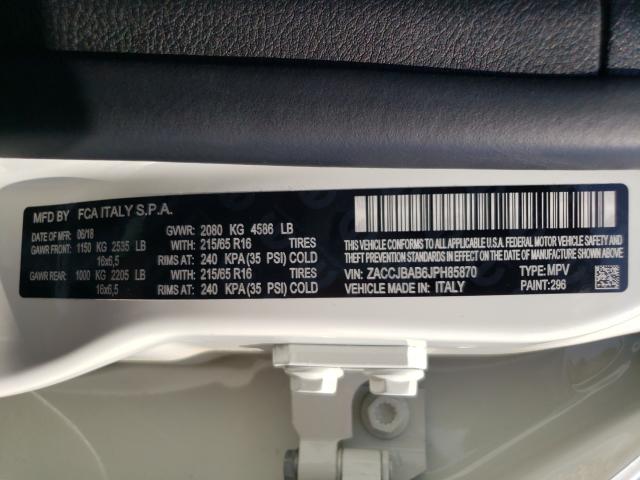 MFD BY FCA ITALY S.P.A.
DATE OF MFR: 06/18 GVWR: 2080 KG 4586 LB
GAWR FRONT: 1150 KG 2535 LB WITH: 215/65 R16 TIRES
16x6,5 RIMS AT: 240 KPA (35 PSI) COLD
GAWR REAR: 1000 KG 2205 LB WITH: 215/65 R16 TIRES
16x6,5 RIMS AT: 240 KPA (35 PSI) COLD
THIS VEHICLE CONFORMS TO ALL APPLICABLE U.S.A. FEDERAL MOTOR VEHICLE SAFETY
BUMPER AND THEFT PREVENTION STANDARDS IN EFFECT ON THE DATE OF MANUFACTURE SHOWN ABOVE
VIN: ZACCJBAB6JPH85870 TYPE: MPV
VEHICLE MADE IN: ITALY PAINT:296